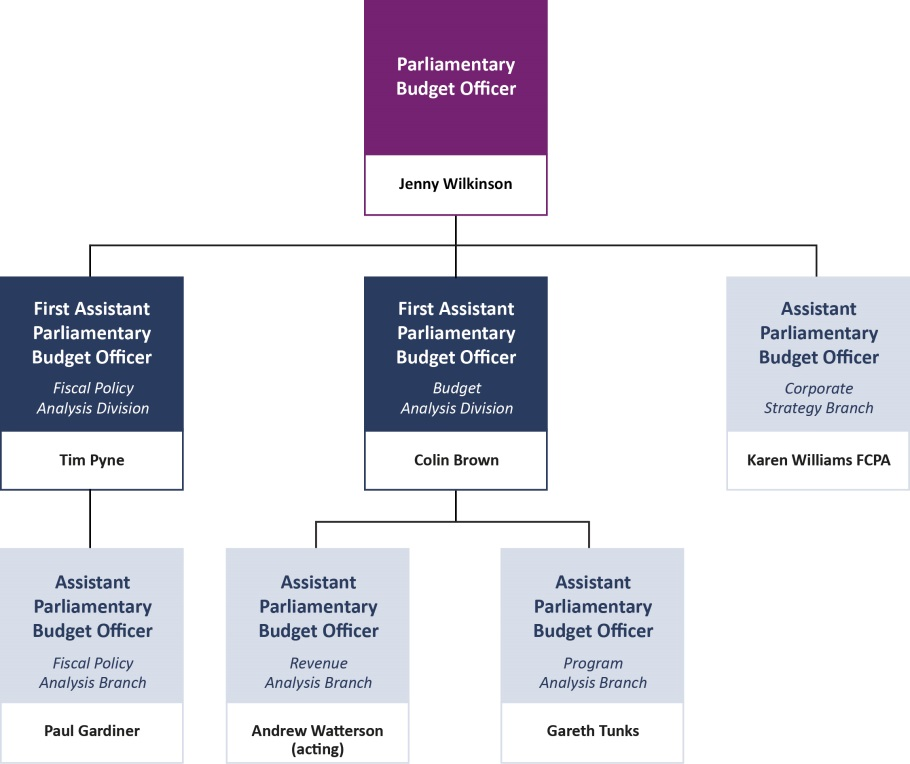 Parliamentary
Budget Officer
Jenny Wilkinson
First Assistant
Parliamentary
Budget Officer
Fiscal Policy
Analysis Division
Tim Pyne
First Assistant
Parliamentary
Budget Officer
Budget
Analysis Division
Colin Brown
Assistant
Parliamentary
Budget Officer
Corporate
Strategy Branch
Karen Williams FCPA
Assistant
Parliamentary
Budget Officer
Fiscal Policy
Analysis Branch
Paul Gardiner
Assistant
Parliamentary
Budget Officer
Revenue
Analysis Branch
Andrew Watterson
(acting)
Assistant
Parliamentary
Budget Officer
Program
Analysis Branch
Gareth Tunks